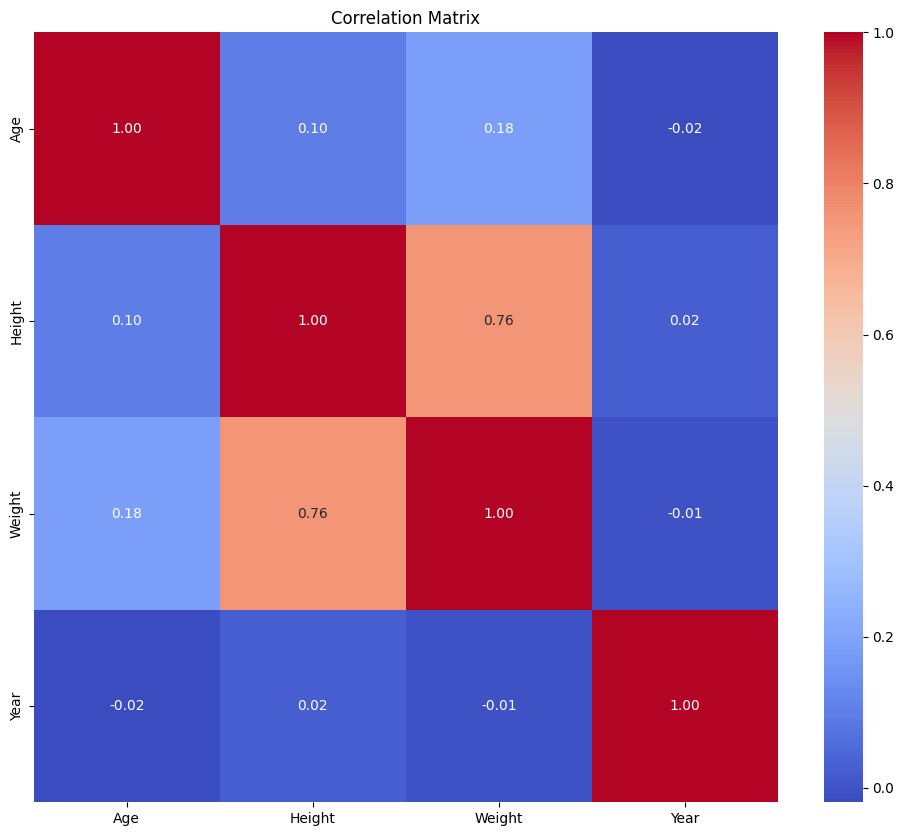 Correlation Matrix
Age 1.00 0.10 0.18 -0.02
Height 0.10 1.00 0.76 0.02
Weight 0.18 0.76 1.00 -0.01
Year -0.02 0.02 -0.01 1.00
Age Height Weight Year
1.0
0.8
0.6
0.4
0.2
0.0